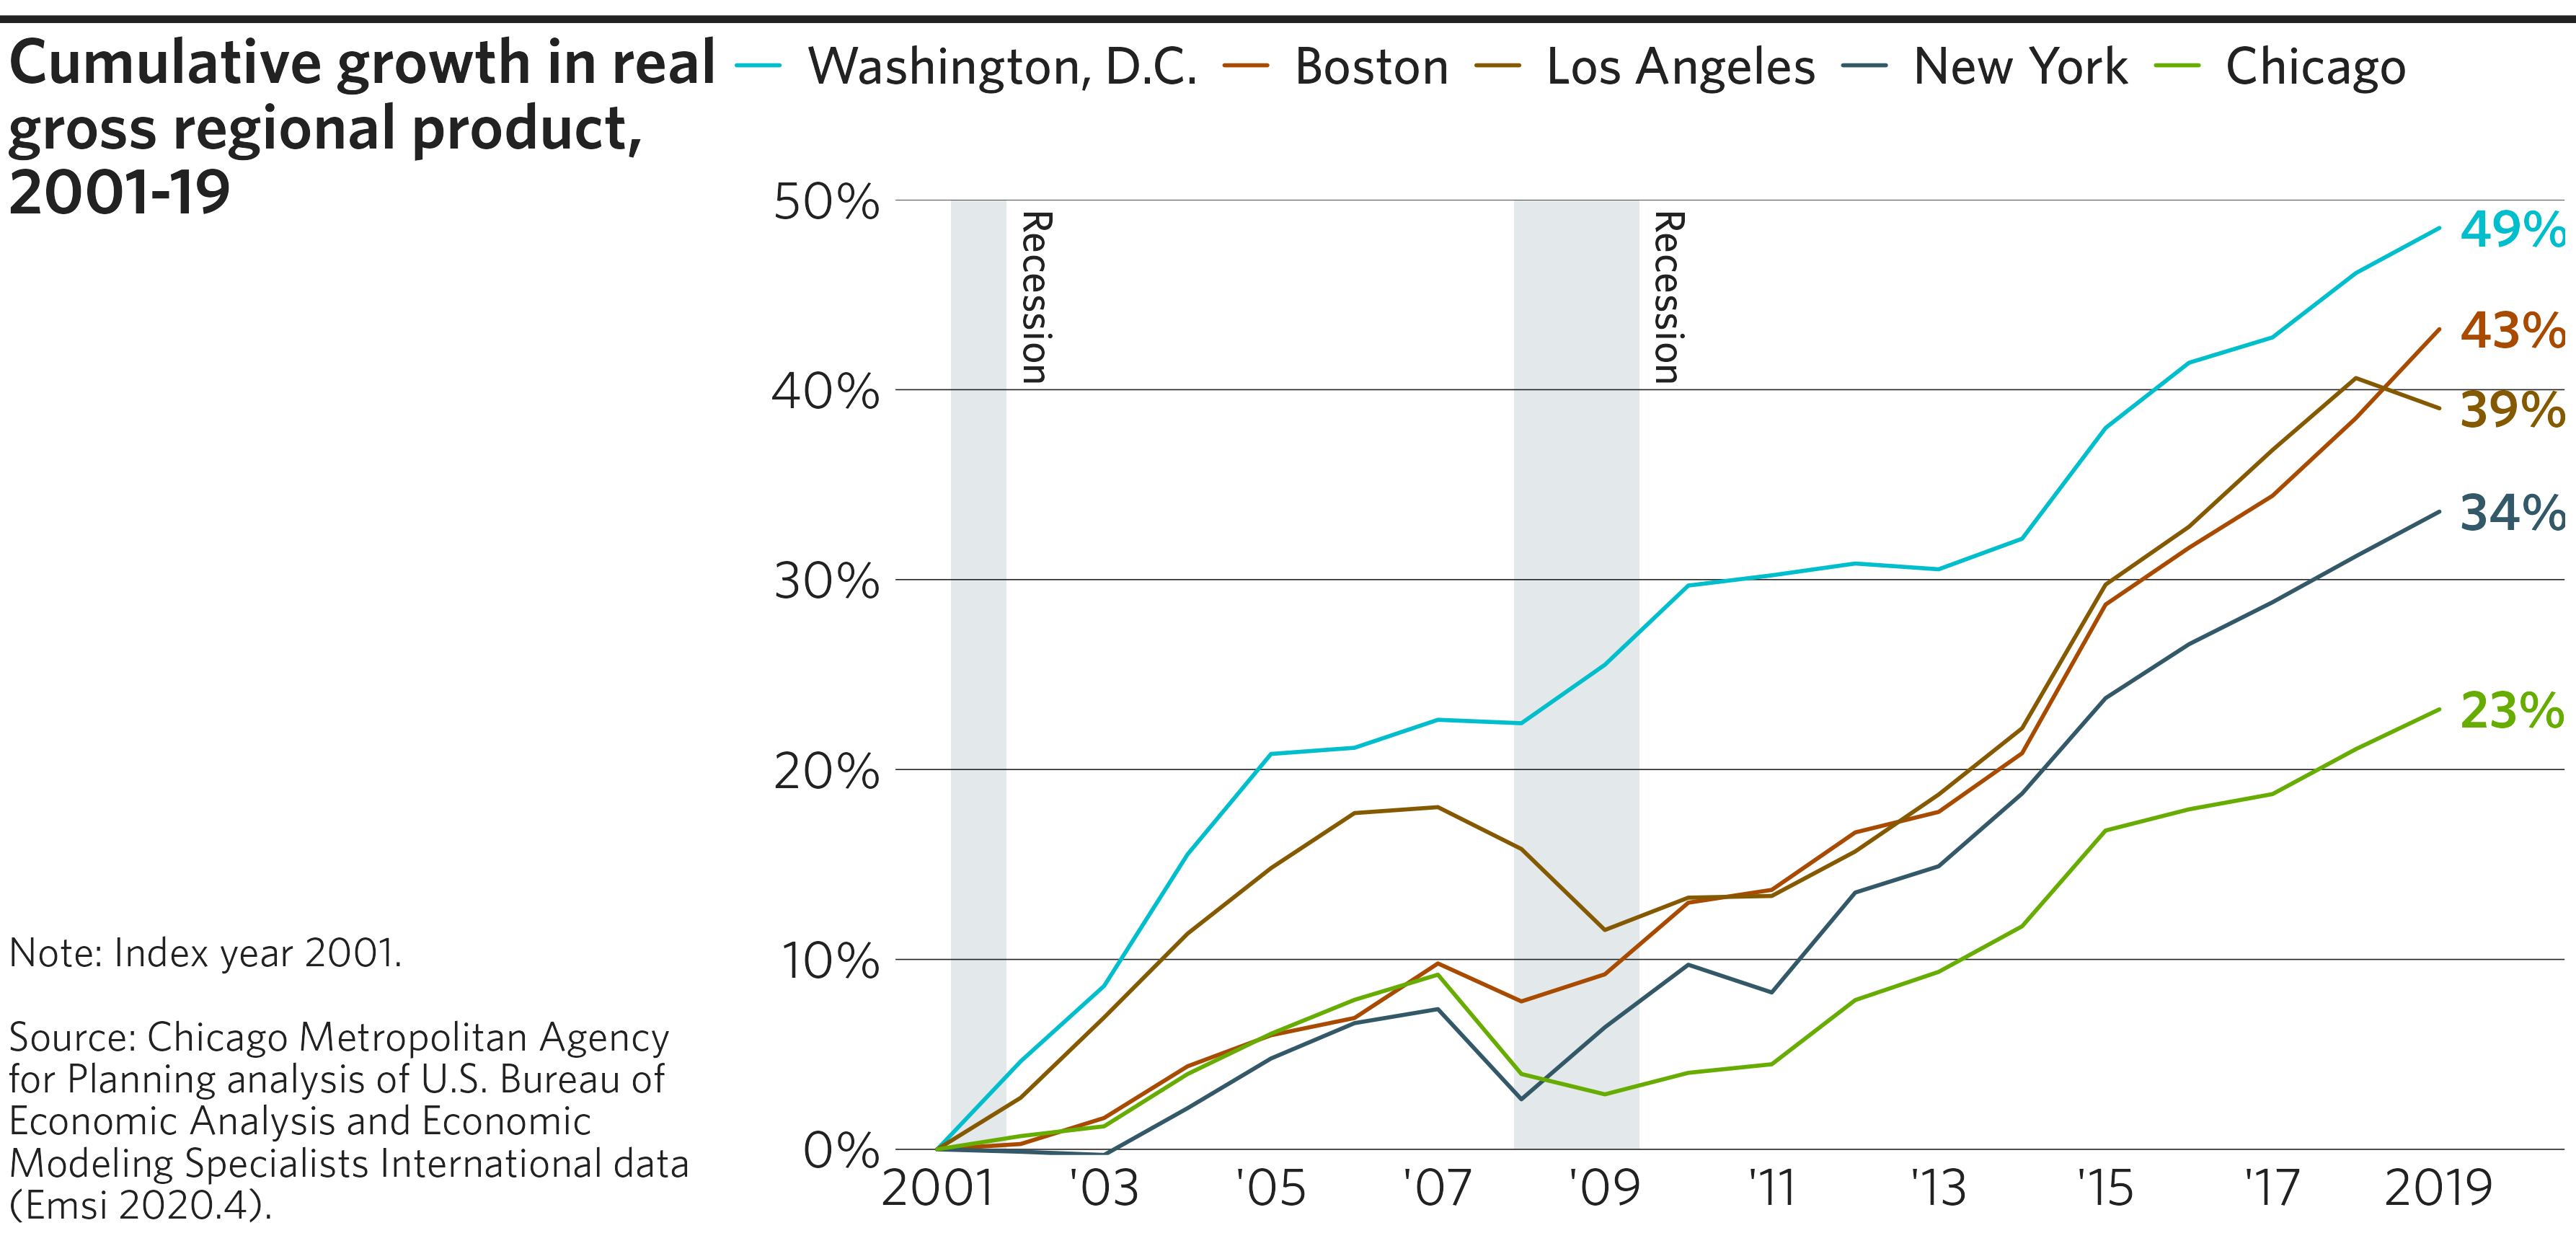 Cumulative growth in real
gross regional product,
2001-19
Washington, D.C. Boston Los Angeles New York Chicago
50%
40%
30%
20%
10%
0%
Recession
Recession
49%
43%
39%
34%
23%
2001 '03 '05 '07 '09 '11 '13 '15 '17 2019
Note: Index year 2001.
Source: Chicago Metropolitan Agency
for Planning analysis of U.S. Bureau of
Economic Analysis and Economic
Modeling Specialists International data
(Emsi 2020.4).